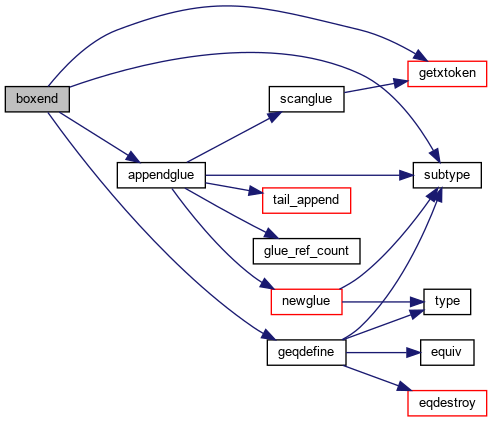 boxend
getxtoken
scanglue
appendglue
subtype
tail_append
glue_ref_count
newglue
type
geqdefine
equiv
eqdestroy